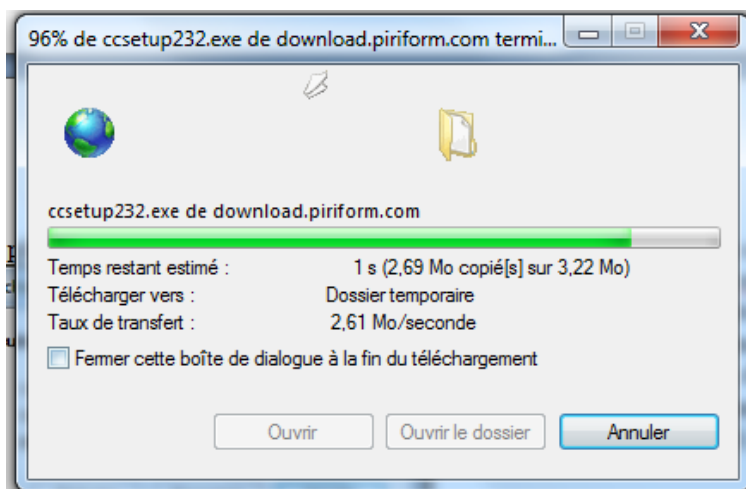 96% de ccsetup232.exe de download.piriform.com termi...
ccsetup232.exe de download.piriform.com
Temps restant estimé : 1 s (2,69 Mo copié[s] sur 3,22 Mo)
Télécharger vers : Dossier temporaire
Taux de transfert : 2,61 Mo/seconde
Fermer cette boîte de dialogue à la fin du téléchargement
Ouvrir Ouvrir le dossier Annuler